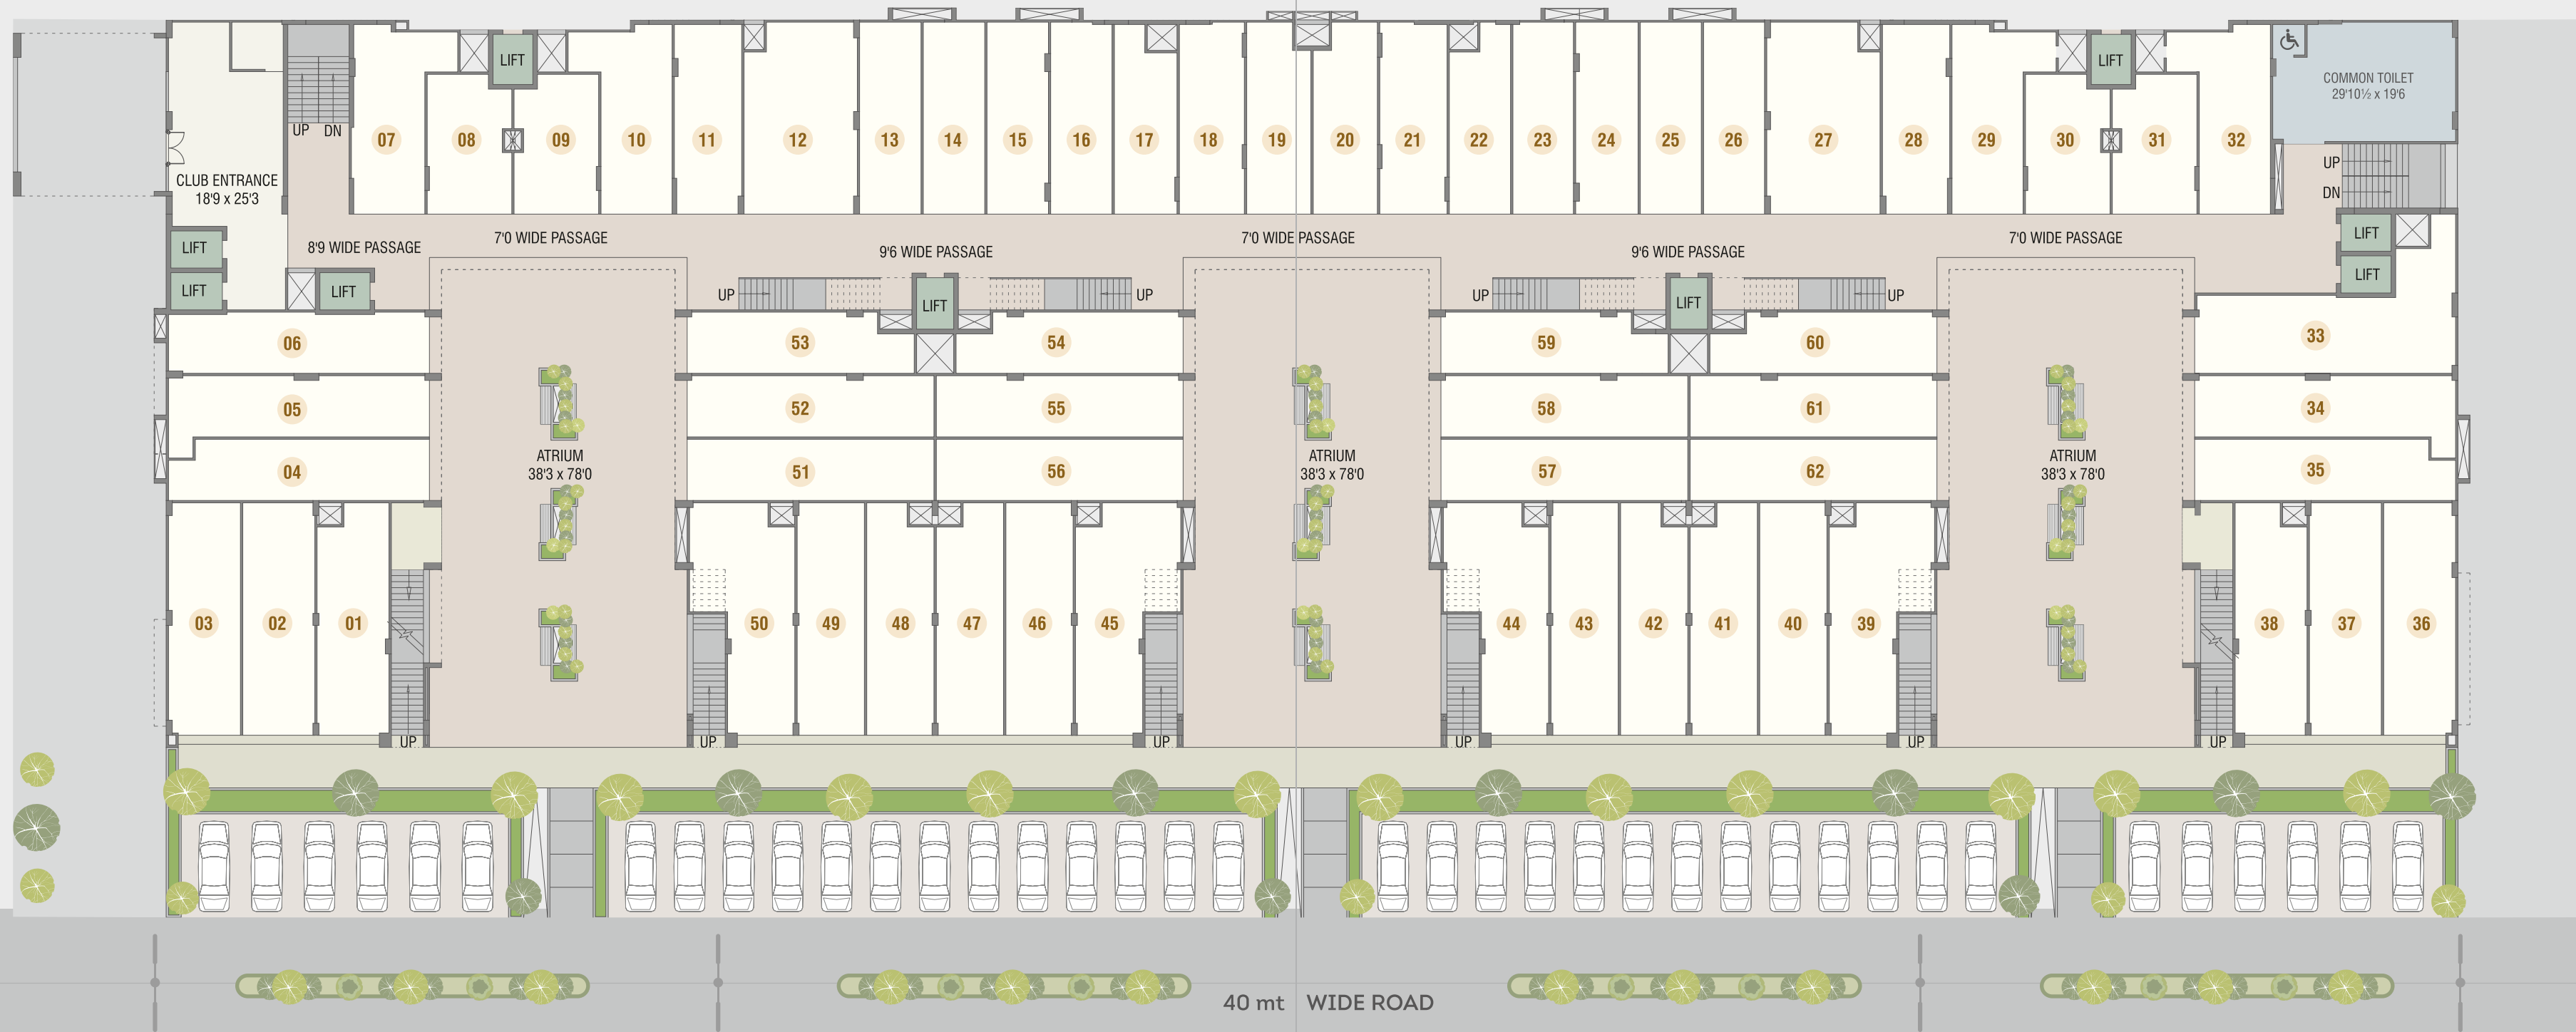 LIFT
LIFT
COMMON TOILET
29'10½ x 19'6
UP DN
07
08
09
10
11
12
13
14
15
16
17
18
19
20
21
22
23
24
25
26
27
28
29
30
31
32
UP
DN
CLUB ENTRANCE
18'9 x 25'3
LIFT
LIFT
LIFT
8'9 WIDE PASSAGE
7'0 WIDE PASSAGE
9'6 WIDE PASSAGE
7'0 WIDE PASSAGE
9'6 WIDE PASSAGE
7'0 WIDE PASSAGE
LIFT
LIFT
UP
LIFT
UP
UP
LIFT
UP
06
53
54
59
60
33
05
52
55
58
61
34
04
ATRIUM
38'3 x 78'0
51
56
ATRIUM
38'3 x 78'0
57
62
ATRIUM
38'3 x 78'0
35
03
02
01
50
49
48
47
46
45
44
43
42
41
40
39
38
37
36
UP
UP
UP
UP
UP
UP
40 mt WIDE ROAD